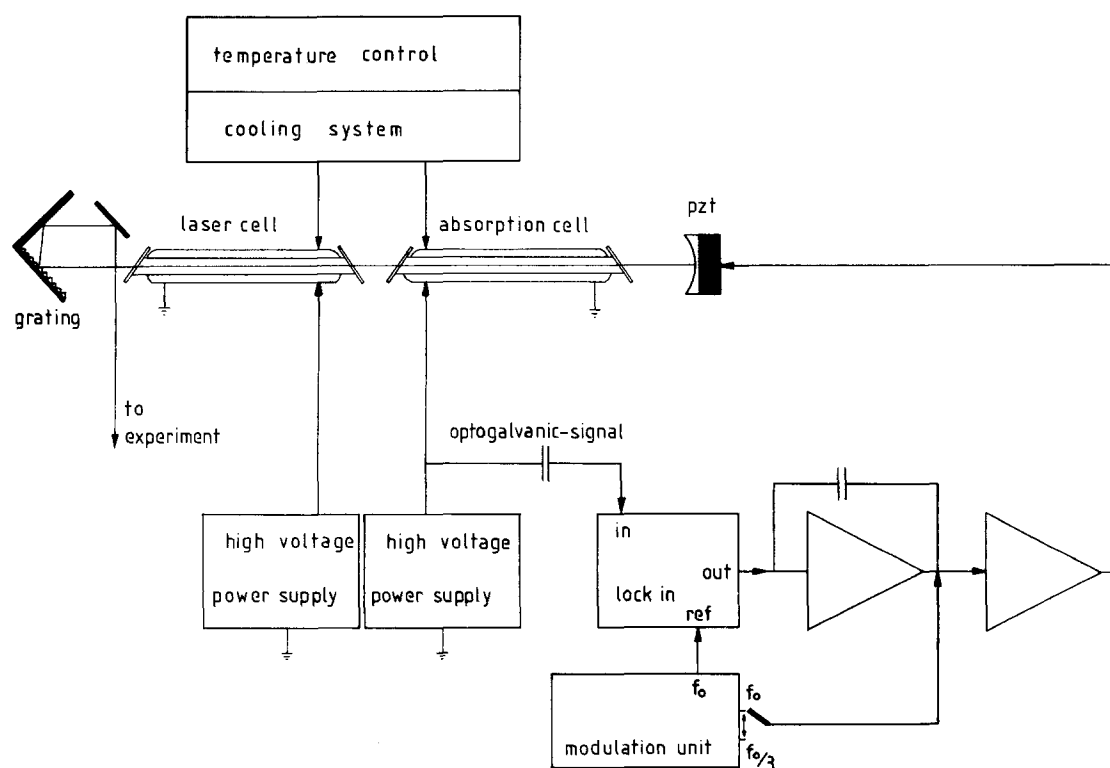 temperature control
cooling system
laser cell
absorption cell
pzt
grating
to
experiment
optogalvanic-signal
high voltage
power supply
high voltage
power supply
in
out
lock in
ref
f₀
f₀
modulation unit
f₀/3